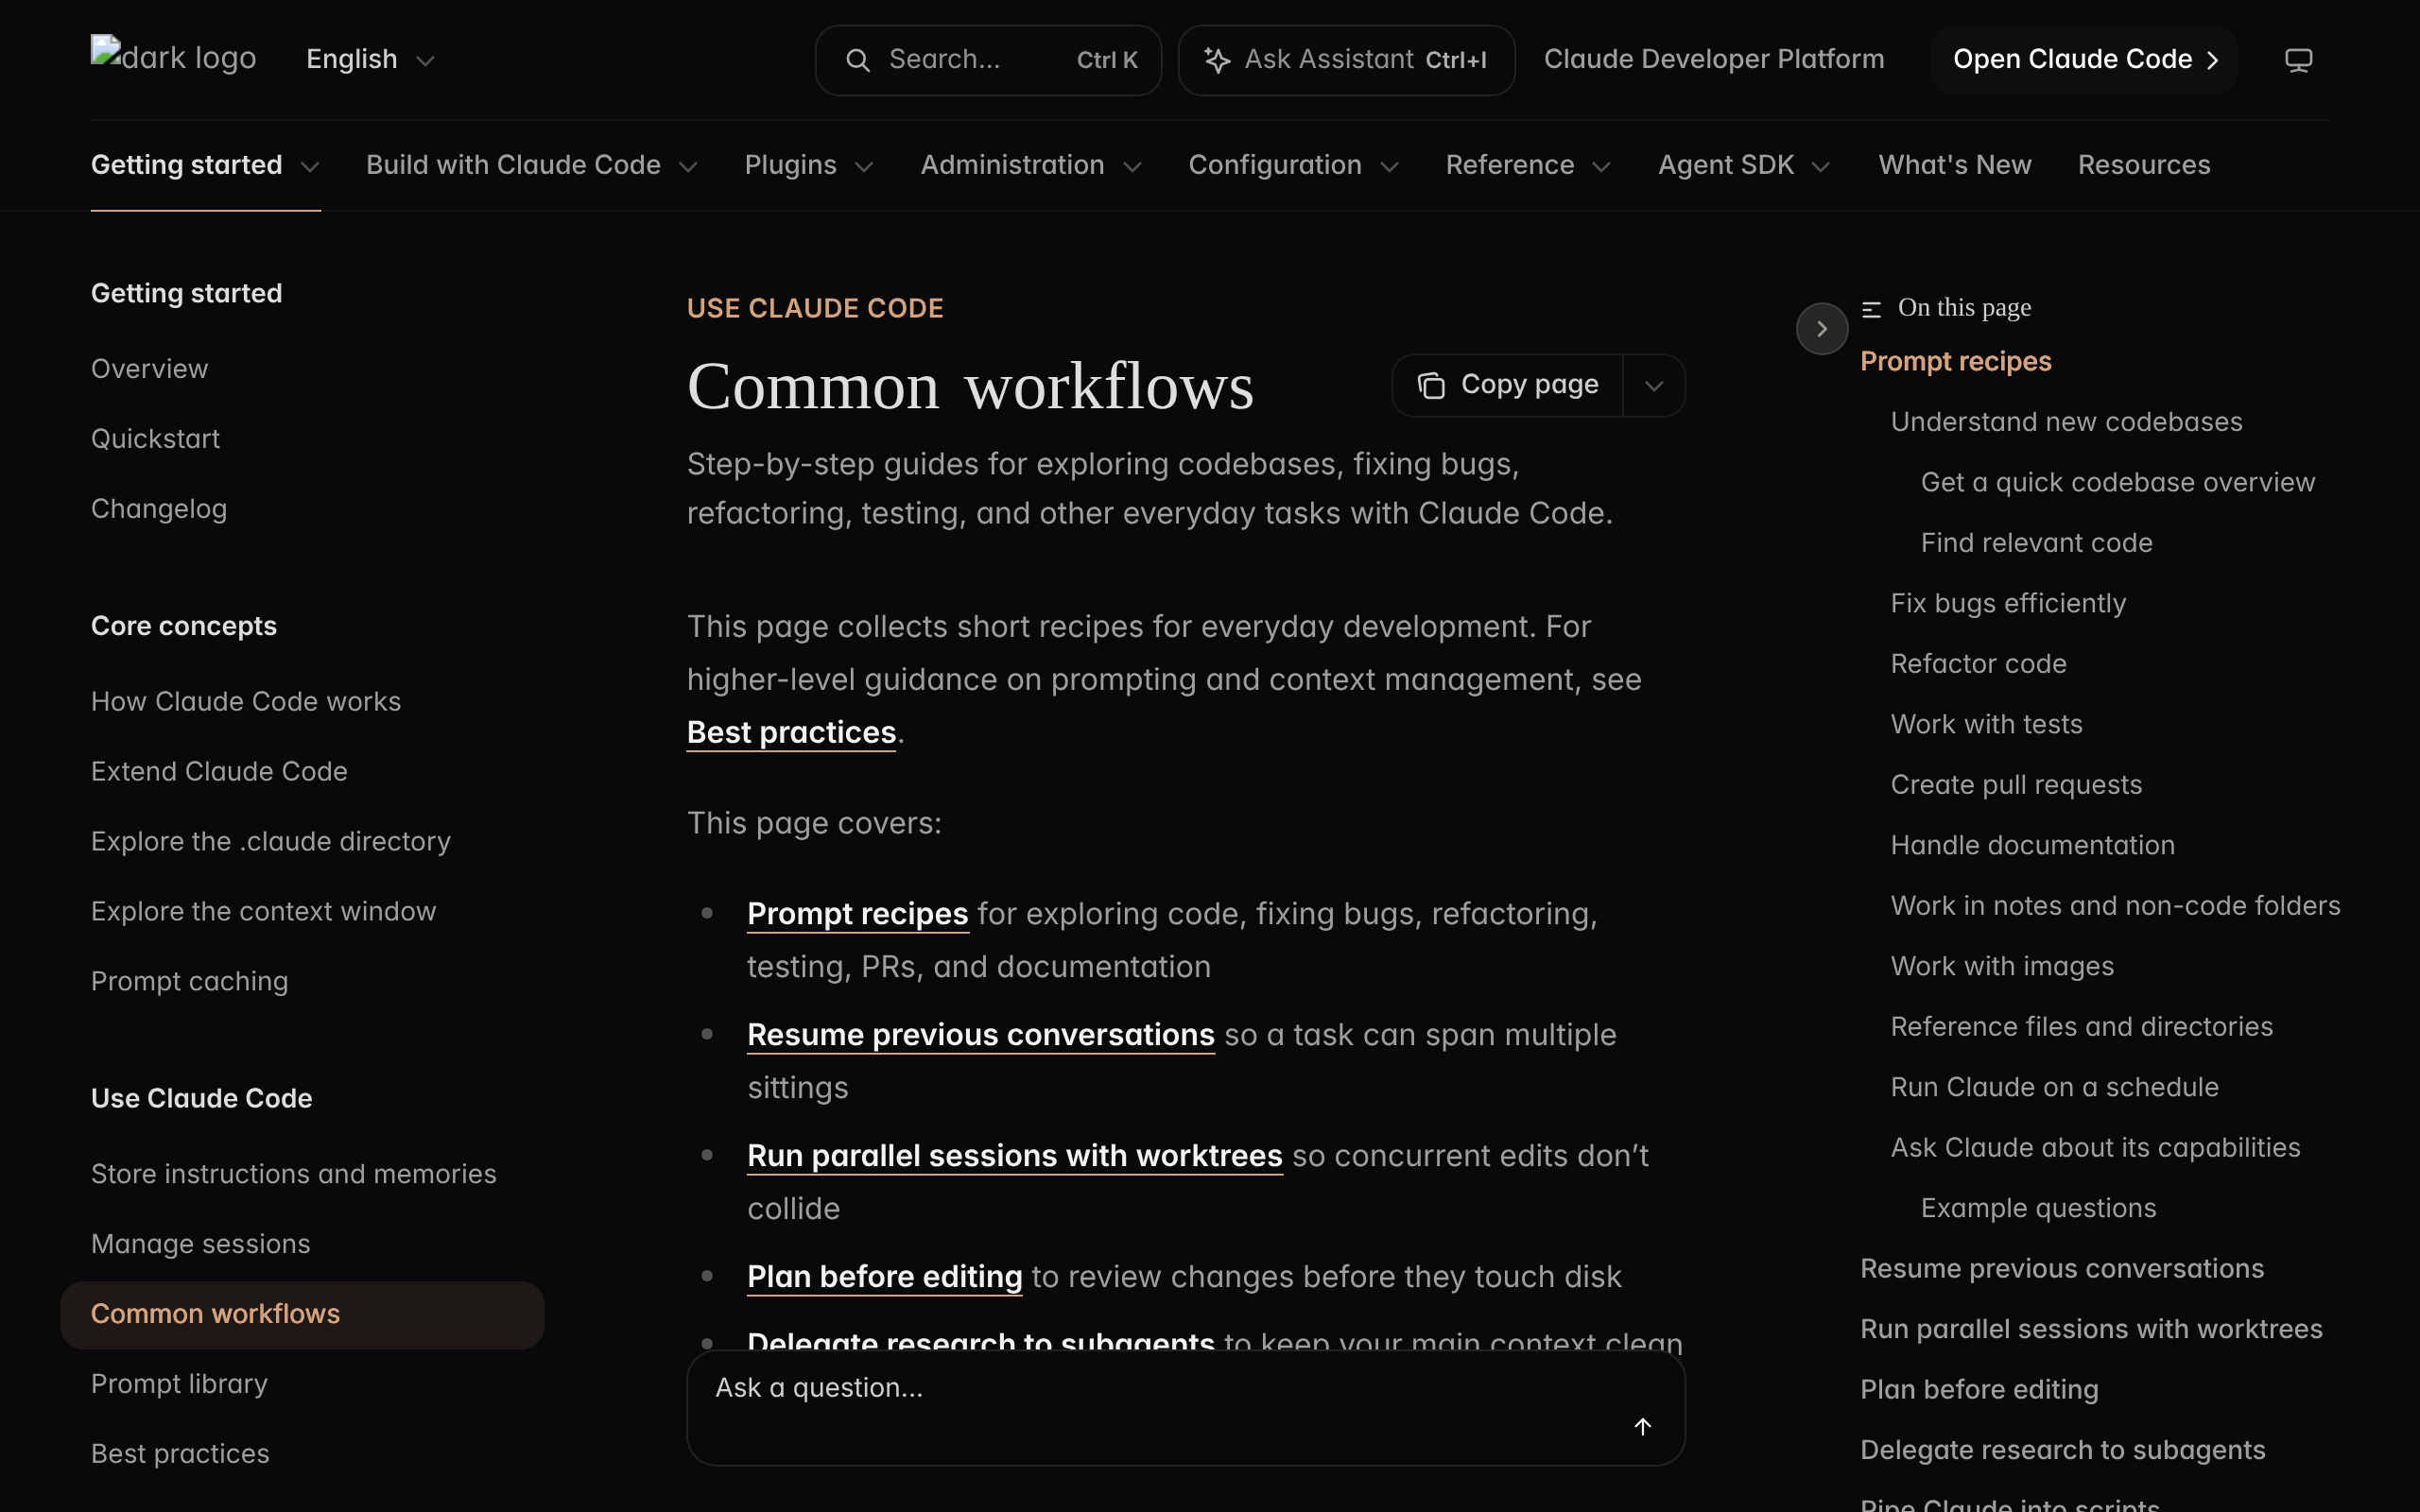 dark logo
English
Search...
Ctrl K
Ask Assistant
Ctrl+I
Claude Developer Platform
Open Claude Code
Getting started
Build with Claude Code
Plugins
Administration
Configuration
Reference
Agent SDK
What's New
Resources
Getting started
Overview
Quickstart
Changelog
Core concepts
How Claude Code works
Extend Claude Code
Explore the .claude directory
Explore the context window
Prompt caching
Use Claude Code
Store instructions and memories
Manage sessions
Common workflows
Prompt library
Best practices
USE CLAUDE CODE
Common workflows
Copy page
Step-by-step guides for exploring codebases, fixing bugs,
refactoring, testing, and other everyday tasks with Claude Code.
This page collects short recipes for everyday development. For
higher-level guidance on prompting and context management, see
Best practices.
This page covers:
Prompt recipes for exploring code, fixing bugs, refactoring,
testing, PRs, and documentation
Resume previous conversations so a task can span multiple
sittings
Run parallel sessions with worktrees so concurrent edits don’t
collide
Plan before editing to review changes before they touch disk
Delegate research to subagents to keep your main context clean
Ask a question...
On this page
Prompt recipes
Understand new codebases
Get a quick codebase overview
Find relevant code
Fix bugs efficiently
Refactor code
Work with tests
Create pull requests
Handle documentation
Work in notes and non-code folders
Work with images
Reference files and directories
Run Claude on a schedule
Ask Claude about its capabilities
Example questions
Resume previous conversations
Run parallel sessions with worktrees
Plan before editing
Delegate research to subagents
Pipe Claude into scripts